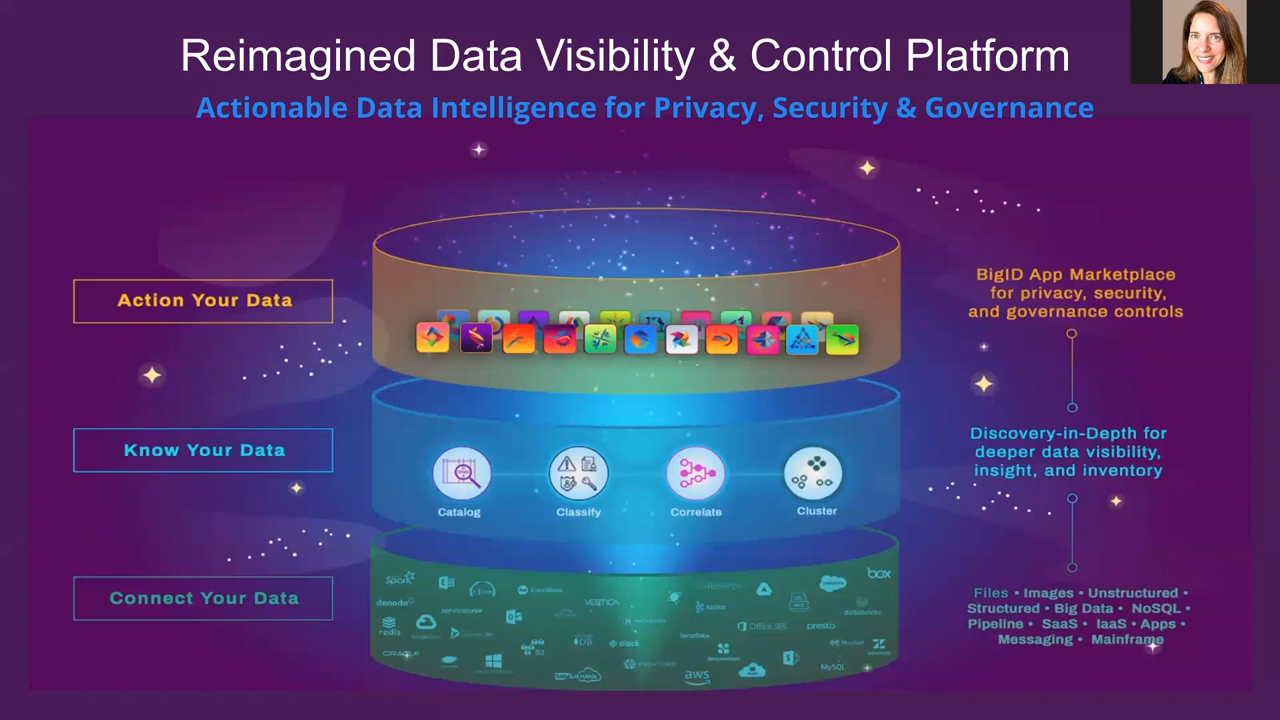 Reimagined Data Visibility & Control Platform
Actionable Data Intelligence for Privacy, Security & Governance
Action Your Data
BigID App Marketplace
for privacy, security,
and governance controls
Know Your Data
Catalog
Classify
Correlate
Cluster
Discovery-in-Depth for
deeper data visibility,
insight, and inventory
Connect Your Data
Spark
box
denodo
servicenow
VERTICA
kafka
databricks
redis
Office 365
presto
ORACLE
S3
DB
slack
aws
MySQL
Files • Images • Unstructured •
Structured • Big Data • NoSQL •
Pipeline • SaaS • IaaS • Apps •
Messaging • Mainframe